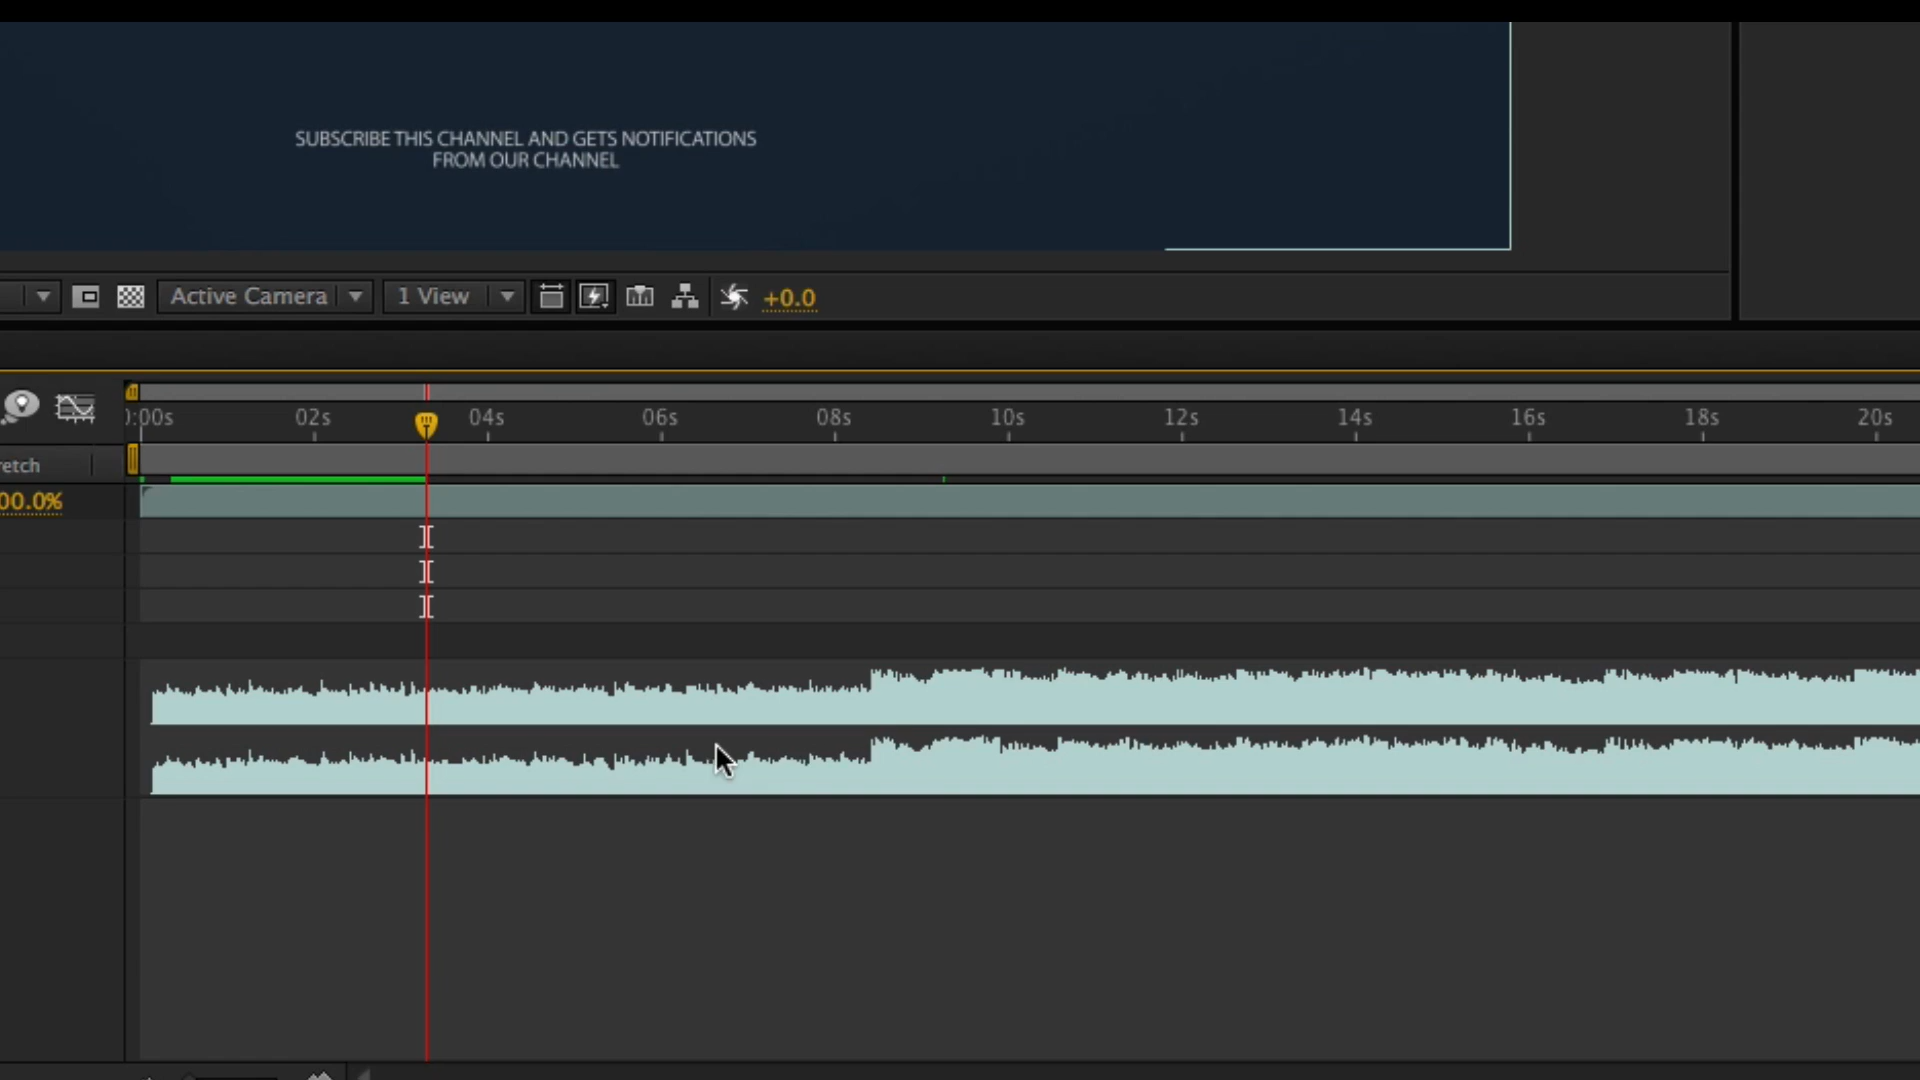 SUBSCRIBE THIS CHANNEL AND GETS NOTIFICATIONS
FROM OUR CHANNEL
Active Camera 1 View +0.0
:00s 02s 04s 06s 08s 10s 12s 14s 16s 18s 20s
retch
00.0%